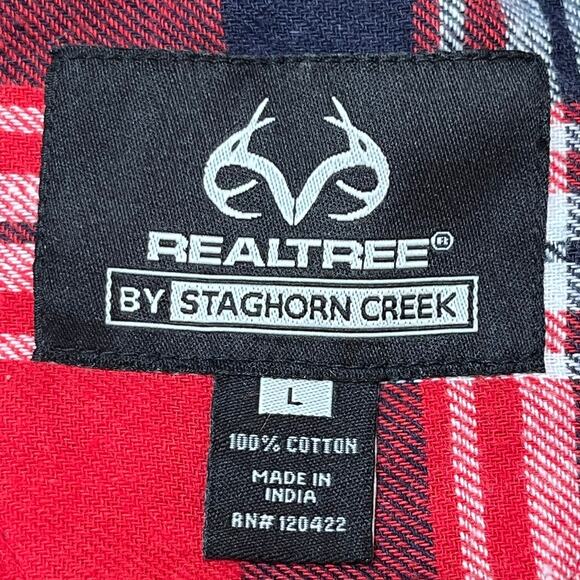 REALTREE®
BY STAGHORN CREEK
L
100% COTTON
MADE IN
INDIA
RN# 120422